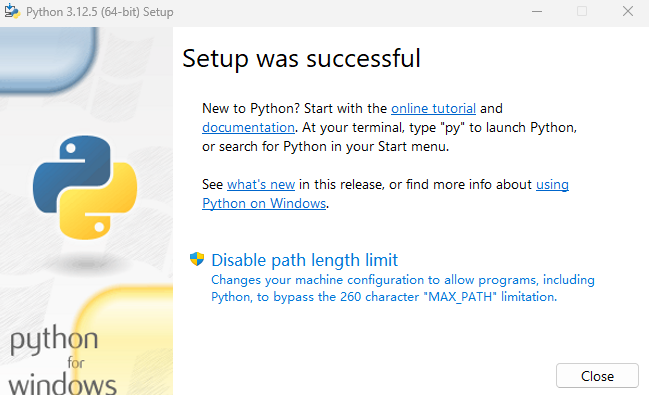 Python 3.12.5 (64-bit) Setup
Setup was successful
New to Python? Start with the online tutorial and
documentation. At your terminal, type "py" to launch Python,
or search for Python in your Start menu.
See what's new in this release, or find more info about using
Python on Windows.
Disable path length limit
Changes your machine configuration to allow programs, including
Python, to bypass the 260 character "MAX_PATH" limitation.
python
for
windows
Close